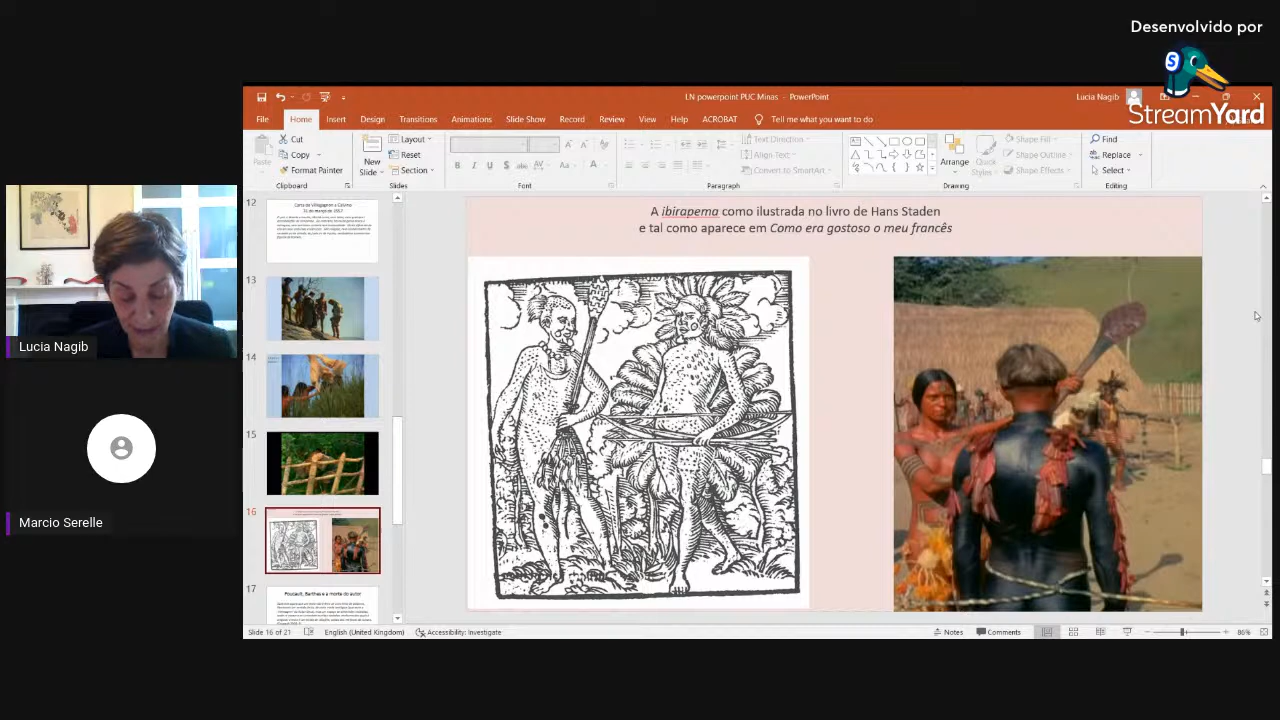 Desenvolvido por
S
StreamYard
LN powerpoint PUC Minas - PowerPoint
Lucia Nagib
File Home Insert Design Transitions Animations Slide Show Record Review View Help ACROBAT Tell me what you want to do
Paste
Cut
Copy
Format Painter
Clipboard
New
Slide
Layout
Reset
Section
Slides
Font
Text Direction
Align Text
Convert to SmartArt
Paragraph
Arrange
Quick
Styles
Shape Fill
Shape Outline
Shape Effects
Drawing
Find
Replace
Select
Editing
12
13
14
15
16
17
Foucault, Barthes e a morte do autor
A ibirapema como ilustrada no livro de Hans Staden
e tal como aparece em Como era gostoso o meu francês
Lucia Nagib
Marcio Serelle
Slide 16 of 21 English (United Kingdom) Accessibility: Investigate Notes Comments 86%